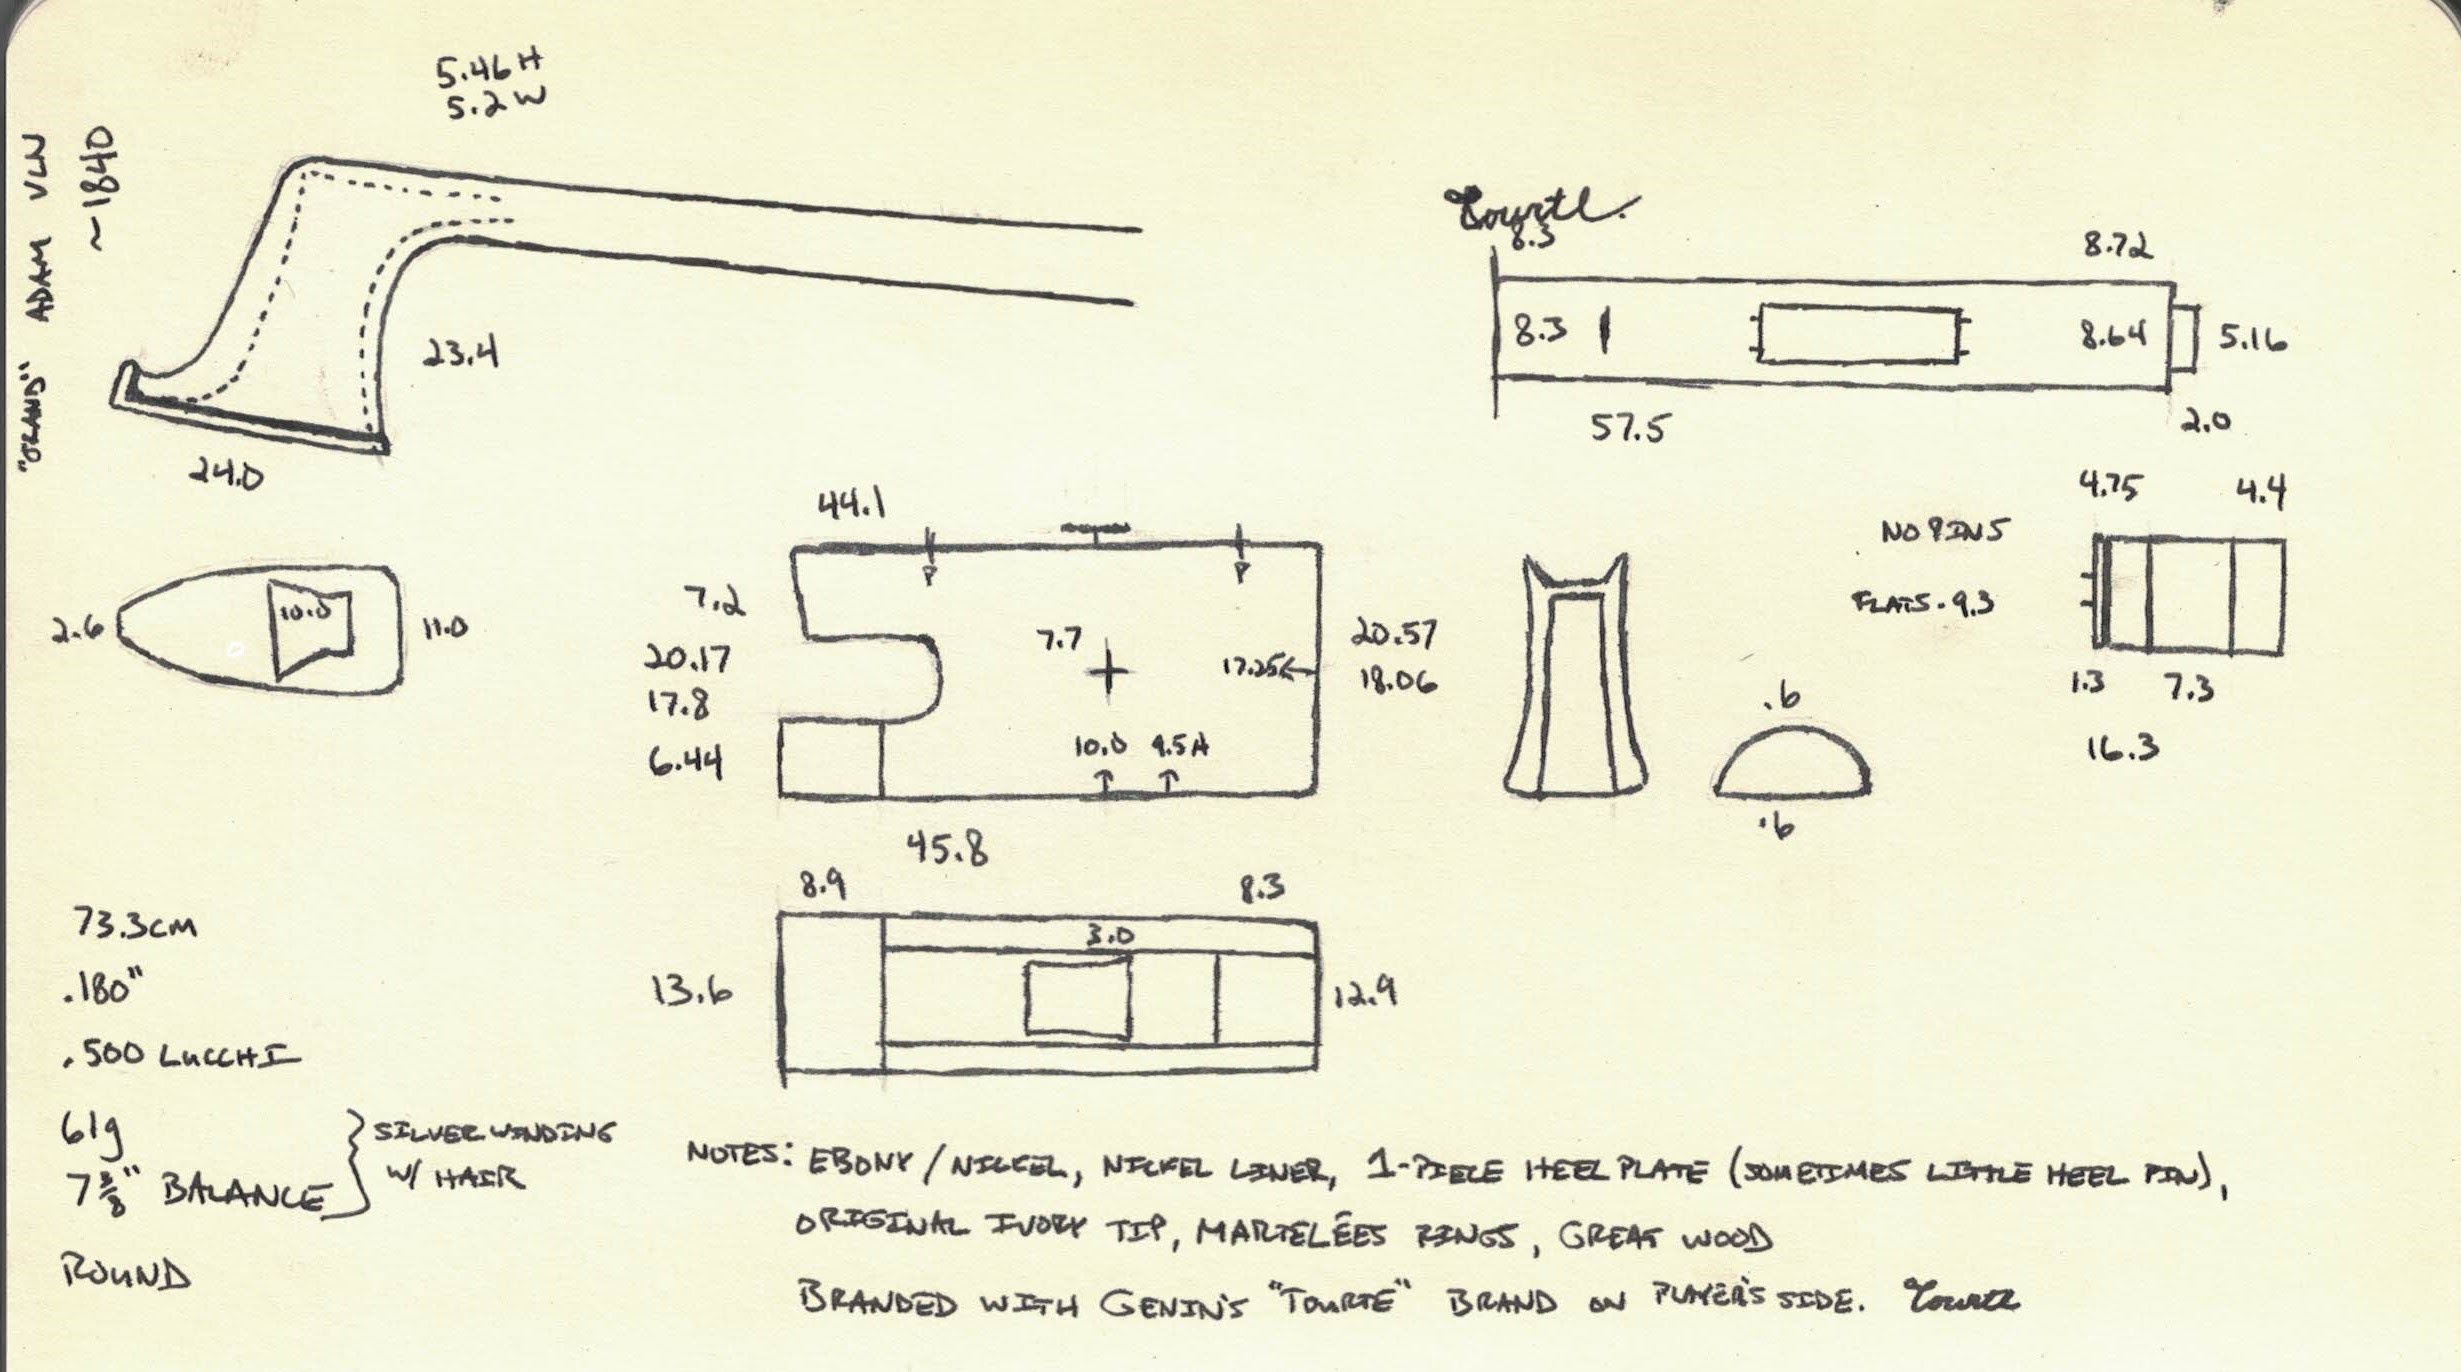 "GRAND" ADAM VLN
~1840
5.46 H
5.2 W
23.4
24.0
2.6
10.0
11.0
Tourte.
8.3
8.72
8.3
8.64
5.16
57.5
2.0
44.1
P
P
7.2
20.17
17.8
6.44
7.7
17.25
20.57
18.06
10.0
9.5A
45.8
.6
.6
NO PINS
FLATS - 9.3
4.75
4.4
1.3
7.3
16.3
8.9
8.3
3.0
13.6
12.9
73.3CM
.180"
.500 LUCCHI
61g
7 3/8" BALANCE
SILVER WINDING
W/ HAIR
ROUND
NOTES: EBONY / NICKEL, NICKEL LINER, 1-PIECE HEEL PLATE (SOMETIMES LITTLE HEEL PIN),
ORIGINAL IVORY TIP, MARTELÉES RINGS, GREAT WOOD
BRANDED WITH GENIN'S "TOURTE" BRAND ON PLAYER'S SIDE. Tourte